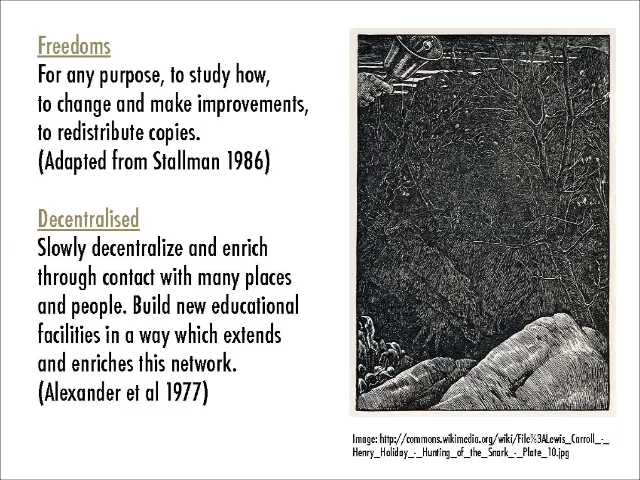 Freedoms
For any purpose, to study how,
to change and make improvements,
to redistribute copies.
(Adapted from Stallman 1986)
Decentralised
Slowly decentralize and enrich
through contact with many places
and people. Build new educational
facilities in a way which extends
and enriches this network.
(Alexander et al 1977)
Image: http://commons.wikimedia.org/wiki/File%3ALewis_Carroll_-_
Henry_Holiday_-_Hunting_of_the_Snark_-_Plate_10.jpg